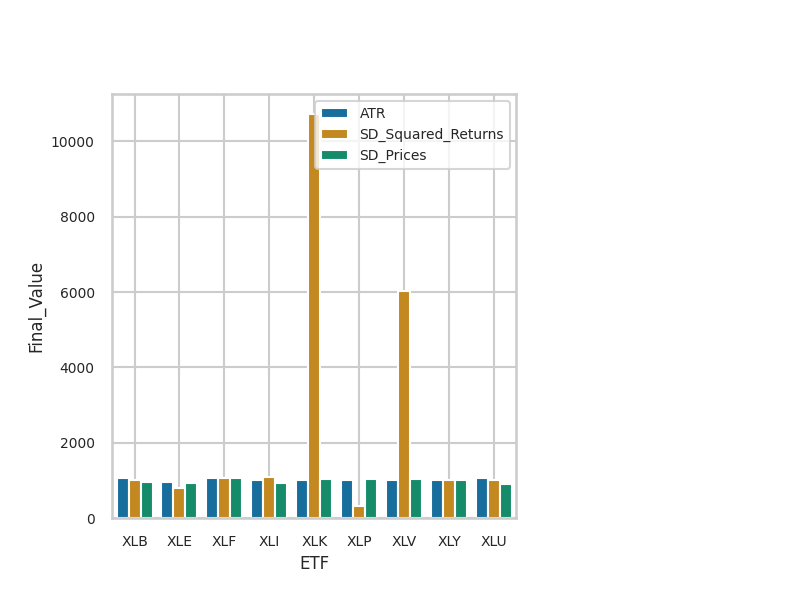 ATR
SD_Squared_Returns
SD_Prices
10000
8000
6000
4000
2000
0
Final_Value
XLB XLE XLF XLI XLK XLP XLV XLY XLU
ETF